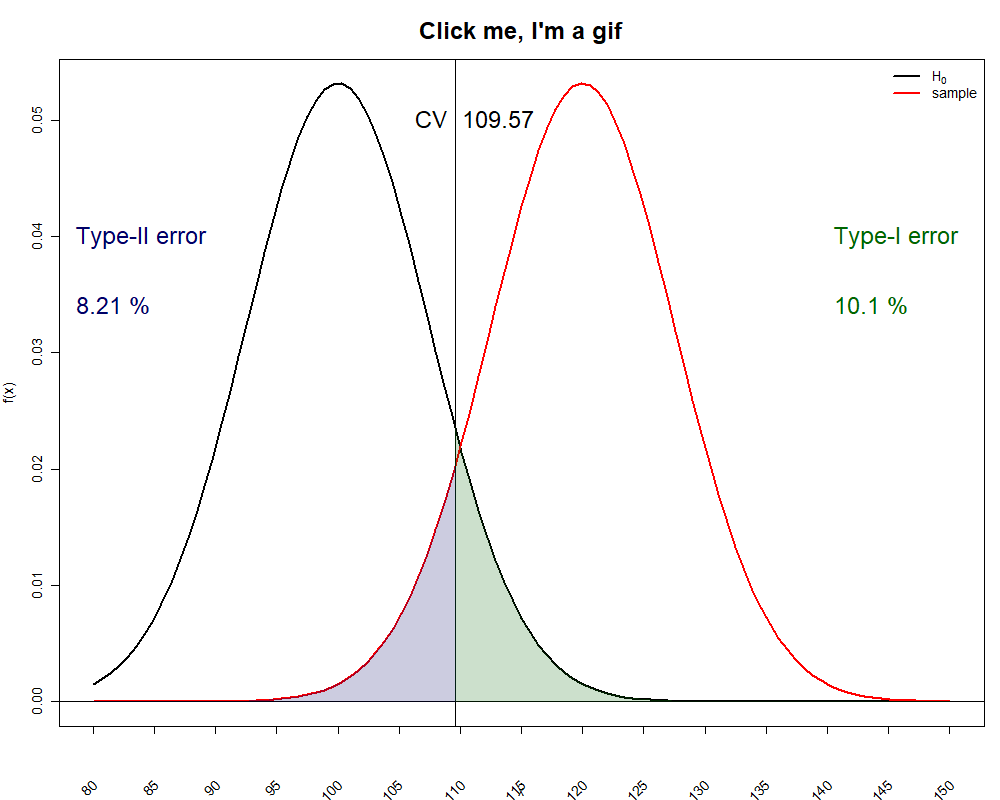 Click me, I'm a gif
H0
sample
CV 109.57
Type-II error
8.21 %
Type-I error
10.1 %
f(x)
0.05
0.04
0.03
0.02
0.01
0.00
80 85 90 95 100 105 110 115 120 125 130 135 140 145 150